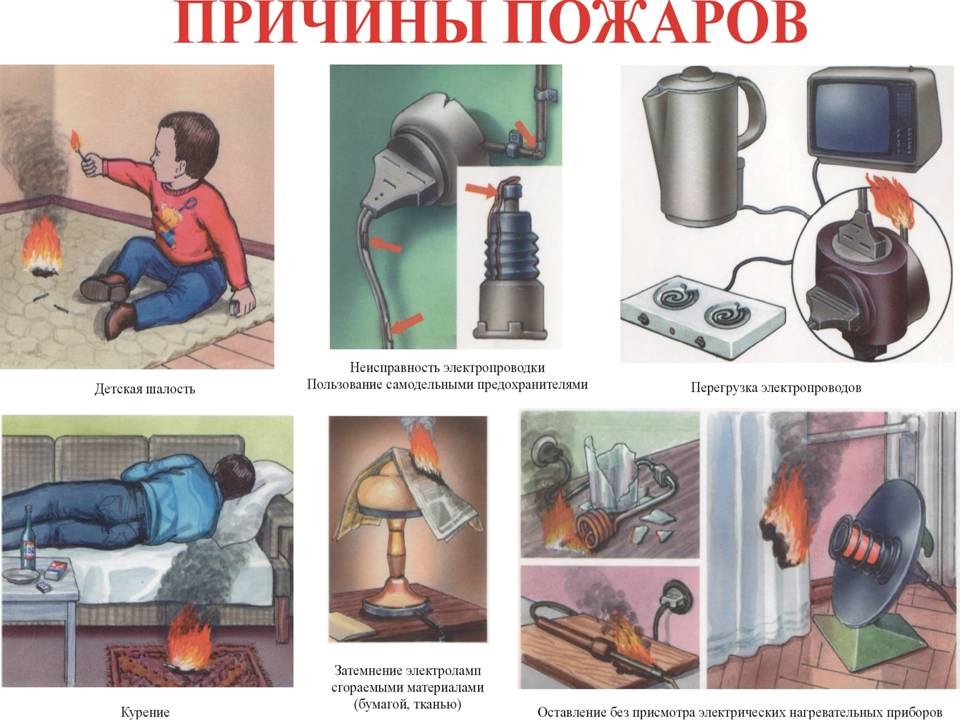 ПРИЧИНЫ ПОЖАРОВ
Детская шалость
Неисправность электропроводки
Пользование самодельными предохранителями
Перегрузка электропроводов
Курение
Затемнение электроламп
сгораемыми материалами
(бумагой, тканью)
Оставление без присмотра электрических нагревательных приборов